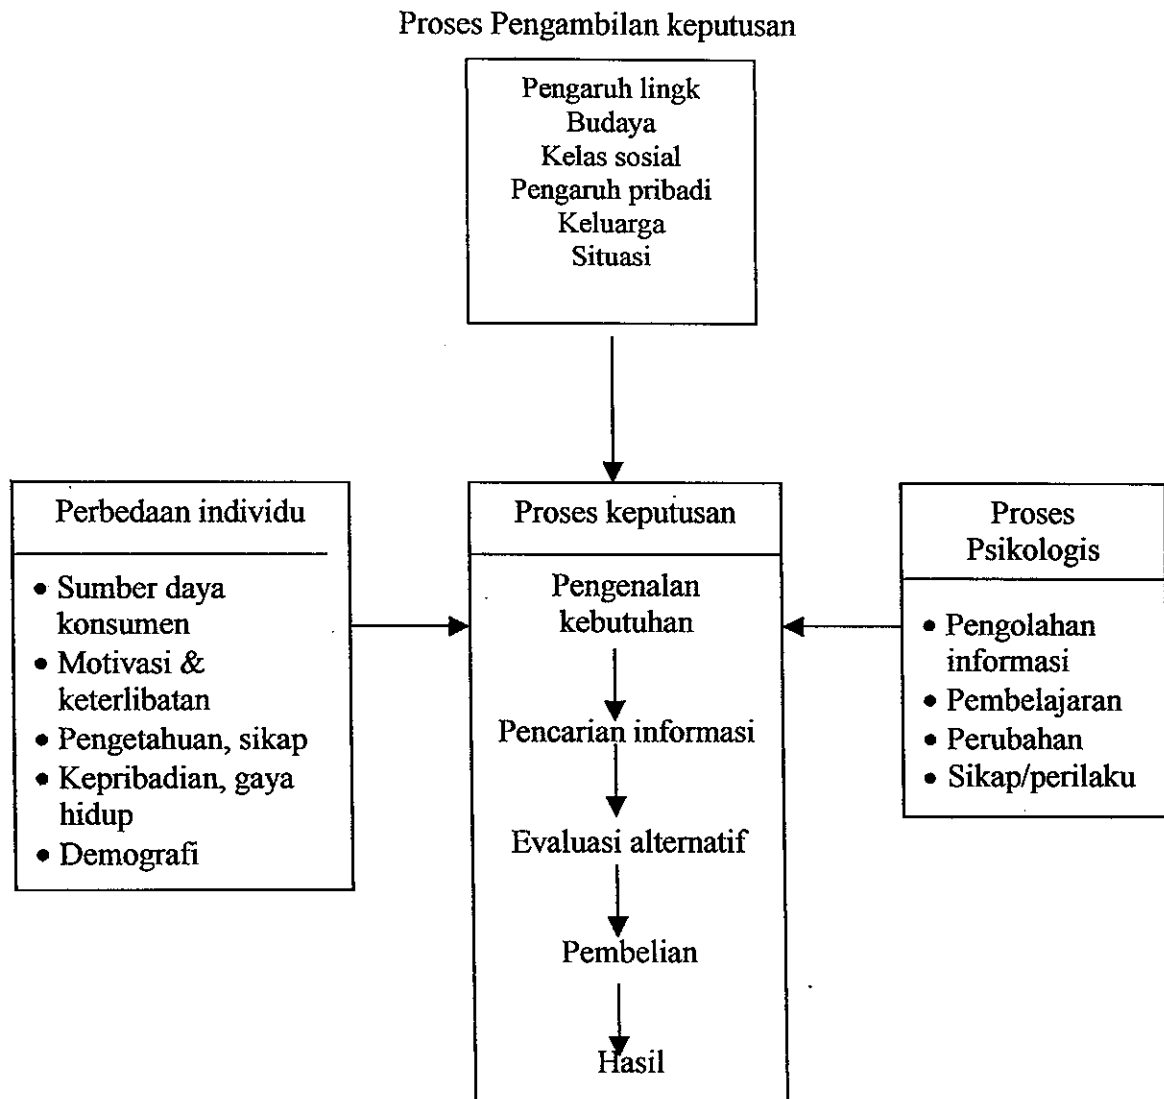 Proses Pengambilan keputusan
Pengaruh lingk
Budaya
Kelas sosial
Pengaruh pribadi
Keluarga
Situasi
Perbedaan individu
• Sumber daya
konsumen
• Motivasi &
keterlibatan
• Pengetahuan, sikap
• Kepribadian, gaya
hidup
• Demografi
Proses keputusan
Pengenalan
kebutuhan
Pencarian informasi
Evaluasi alternatif
Pembelian
Hasil
Proses
Psikologis
• Pengolahan
informasi
• Pembelajaran
• Perubahan
• Sikap/perilaku